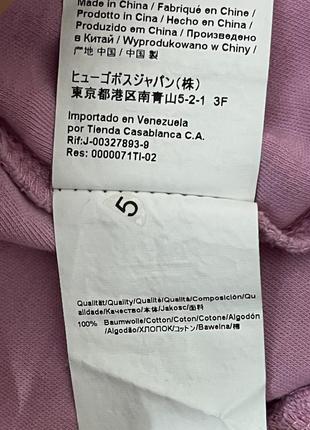 Made in China / Fabriqué en Chine /
Prodotto in Cina / Hecho en China /
Produzido em China / Произведено
в Китай / Wyprodukowano w Chiny /
产地 中国 / 中国 製
ヒューゴボスジャパン(株)
東京都港区南青山5-2-1 3F
Importado en Venezuela
por Tienda Casablanca C.A.
Rif:J-00327893-9
Res: 0000071TI-02
5
Qualität/Quality/Qualité/Qualità/Composición/Qu
alidade/Качество/本体/Jakosc/品质
100% Baumwolle/Cotton/Coton/Cotone/Algodón
/Algodão/ХЛОПОК/コットン/Bawełna/棉